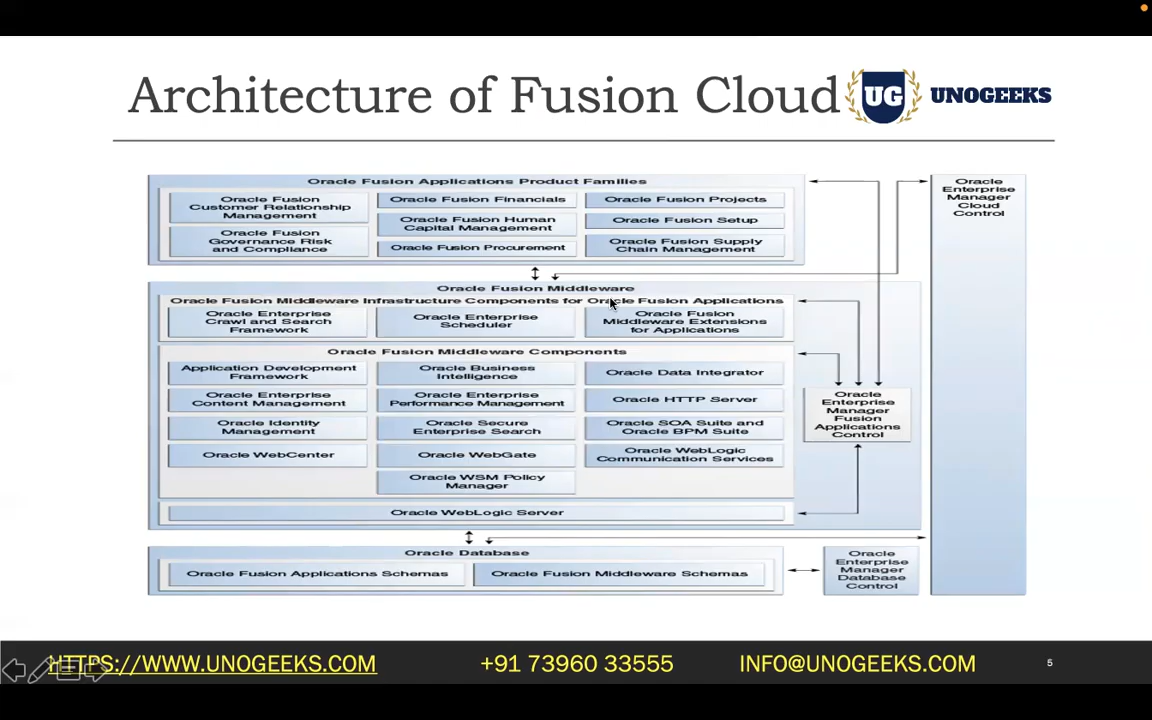 Architecture of Fusion Cloud
UG
UNOGEEKS
Oracle Fusion Applications Product Families
Oracle Fusion
Customer Relationship
Management
Oracle Fusion
Governance Risk
and Compliance
Oracle Fusion Financials
Oracle Fusion Human
Capital Management
Oracle Fusion Procurement
Oracle Fusion Projects
Oracle Fusion Setup
Oracle Fusion Supply
Chain Management
Oracle
Enterprise
Manager
Cloud
Control
Oracle Fusion Middleware
Oracle Fusion Middleware Infrastructure Components for Oracle Fusion Applications
Oracle Enterprise
Crawl and Search
Framework
Oracle Enterprise
Scheduler
Oracle Fusion
Middleware Extensions
for Applications
Oracle Fusion Middleware Components
Application Development
Framework
Oracle Business
Intelligence
Oracle Data Integrator
Oracle Enterprise
Content Management
Oracle Enterprise
Performance Management
Oracle HTTP Server
Oracle Identity
Management
Oracle Secure
Enterprise Search
Oracle SOA Suite and
Oracle BPM Suite
Oracle WebCenter
Oracle WebGate
Oracle WebLogic
Communication Services
Oracle WSM Policy
Manager
Oracle WebLogic Server
Oracle
Enterprise
Manager
Fusion
Applications
Control
Oracle Database
Oracle Fusion Applications Schemas
Oracle Fusion Middleware Schemas
Oracle
Enterprise
Manager
Database
Control
HTTPS://WWW.UNOGEEKS.COM
+91 73960 33555
INFO@UNOGEEKS.COM
5